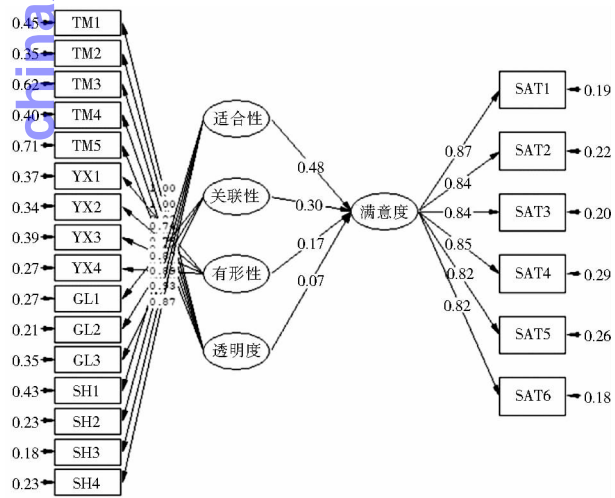 china
0.45 TM1
0.35 TM2
0.62 TM3
0.40 TM4
0.71 TM5
0.37 YX1
0.34 YX2
0.39 YX3
0.27 YX4
0.27 GL1
0.21 GL2
0.35 GL3
0.43 SH1
0.23 SH2
0.18 SH3
0.23 SH4
0.87
适合性
关联性
有形性
透明度
0.48
0.30
0.17
0.07
满意度
0.87
0.84
0.84
0.85
0.82
0.82
SAT1 0.19
SAT2 0.22
SAT3 0.20
SAT4 0.29
SAT5 0.26
SAT6 0.18